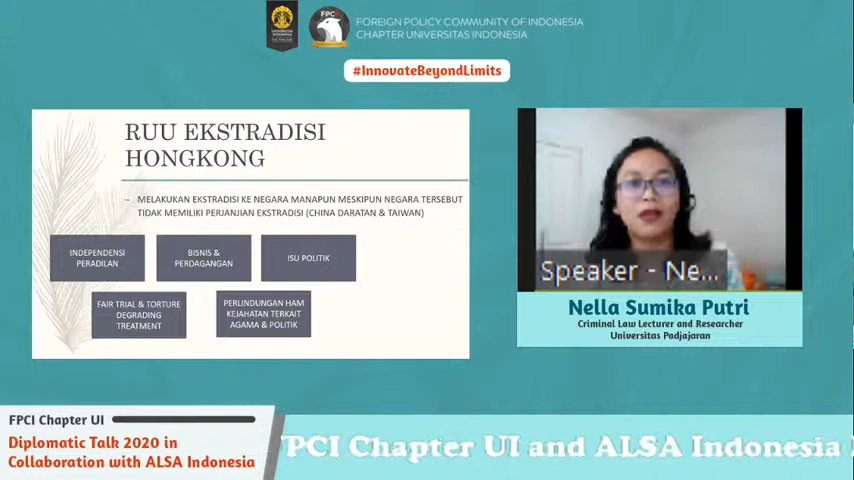 FPC
FOREIGN POLICY COMMUNITY OF INDONESIA
CHAPTER UNIVERSITAS INDONESIA
#InnovateBeyondLimits
RUU EKSTRADISI
HONGKONG
– MELAKUKAN EKSTRADISI KE NEGARA MANAPUN MESKIPUN NEGARA TERSEBUT
TIDAK MEMILIKI PERJANJIAN EKSTRADISI (CHINA DARATAN & TAIWAN)
INDEPENDENSI
PERADILAN
BISNIS &
PERDAGANGAN
ISU POLITIK
FAIR TRIAL & TORTURE
DEGRADING
TREATMENT
PERLINDUNGAN HAM
KEJAHATAN TERKAIT
AGAMA & POLITIK
Speaker - Ne...
Nella Sumika Putri
Criminal Law Lecturer and Researcher
Universitas Padjajaran
FPCI Chapter UI
Diplomatic Talk 2020 in
Collaboration with ALSA Indonesia
FPCI Chapter UI and ALSA Indonesia